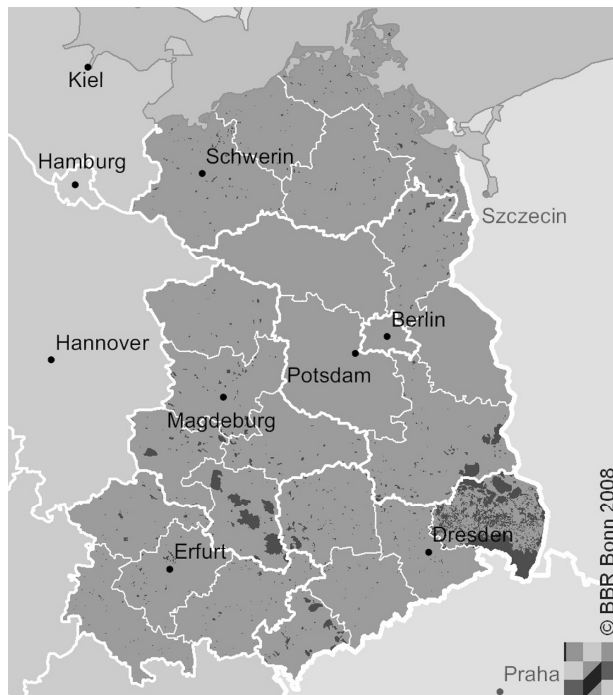 Kiel
Hamburg
Schwerin
Szczecin
Hannover
Berlin
Potsdam
Magdeburg
Dresden
Erfurt
Praha
© BBR Bonn 2008